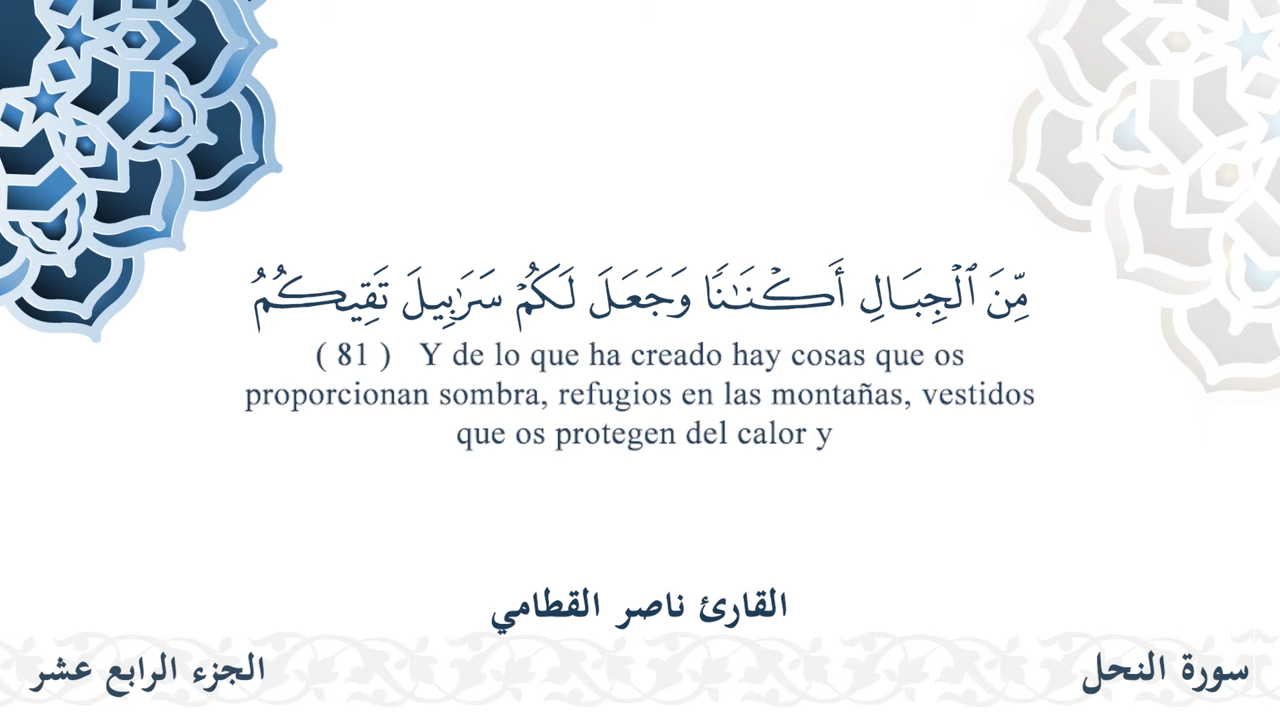 مِّنَ ٱلْجِبَالِ أَكْنَـٰنًا وَجَعَلَ لَكُمْ سَرَٰبِيلَ تَقِيكُمُ
( 81 ) Y de lo que ha creado hay cosas que os
proporcionan sombra, refugios en las montañas, vestidos
que os protegen del calor y
القارئ ناصر القطامي
سورة النحل
الجزء الرابع عشر